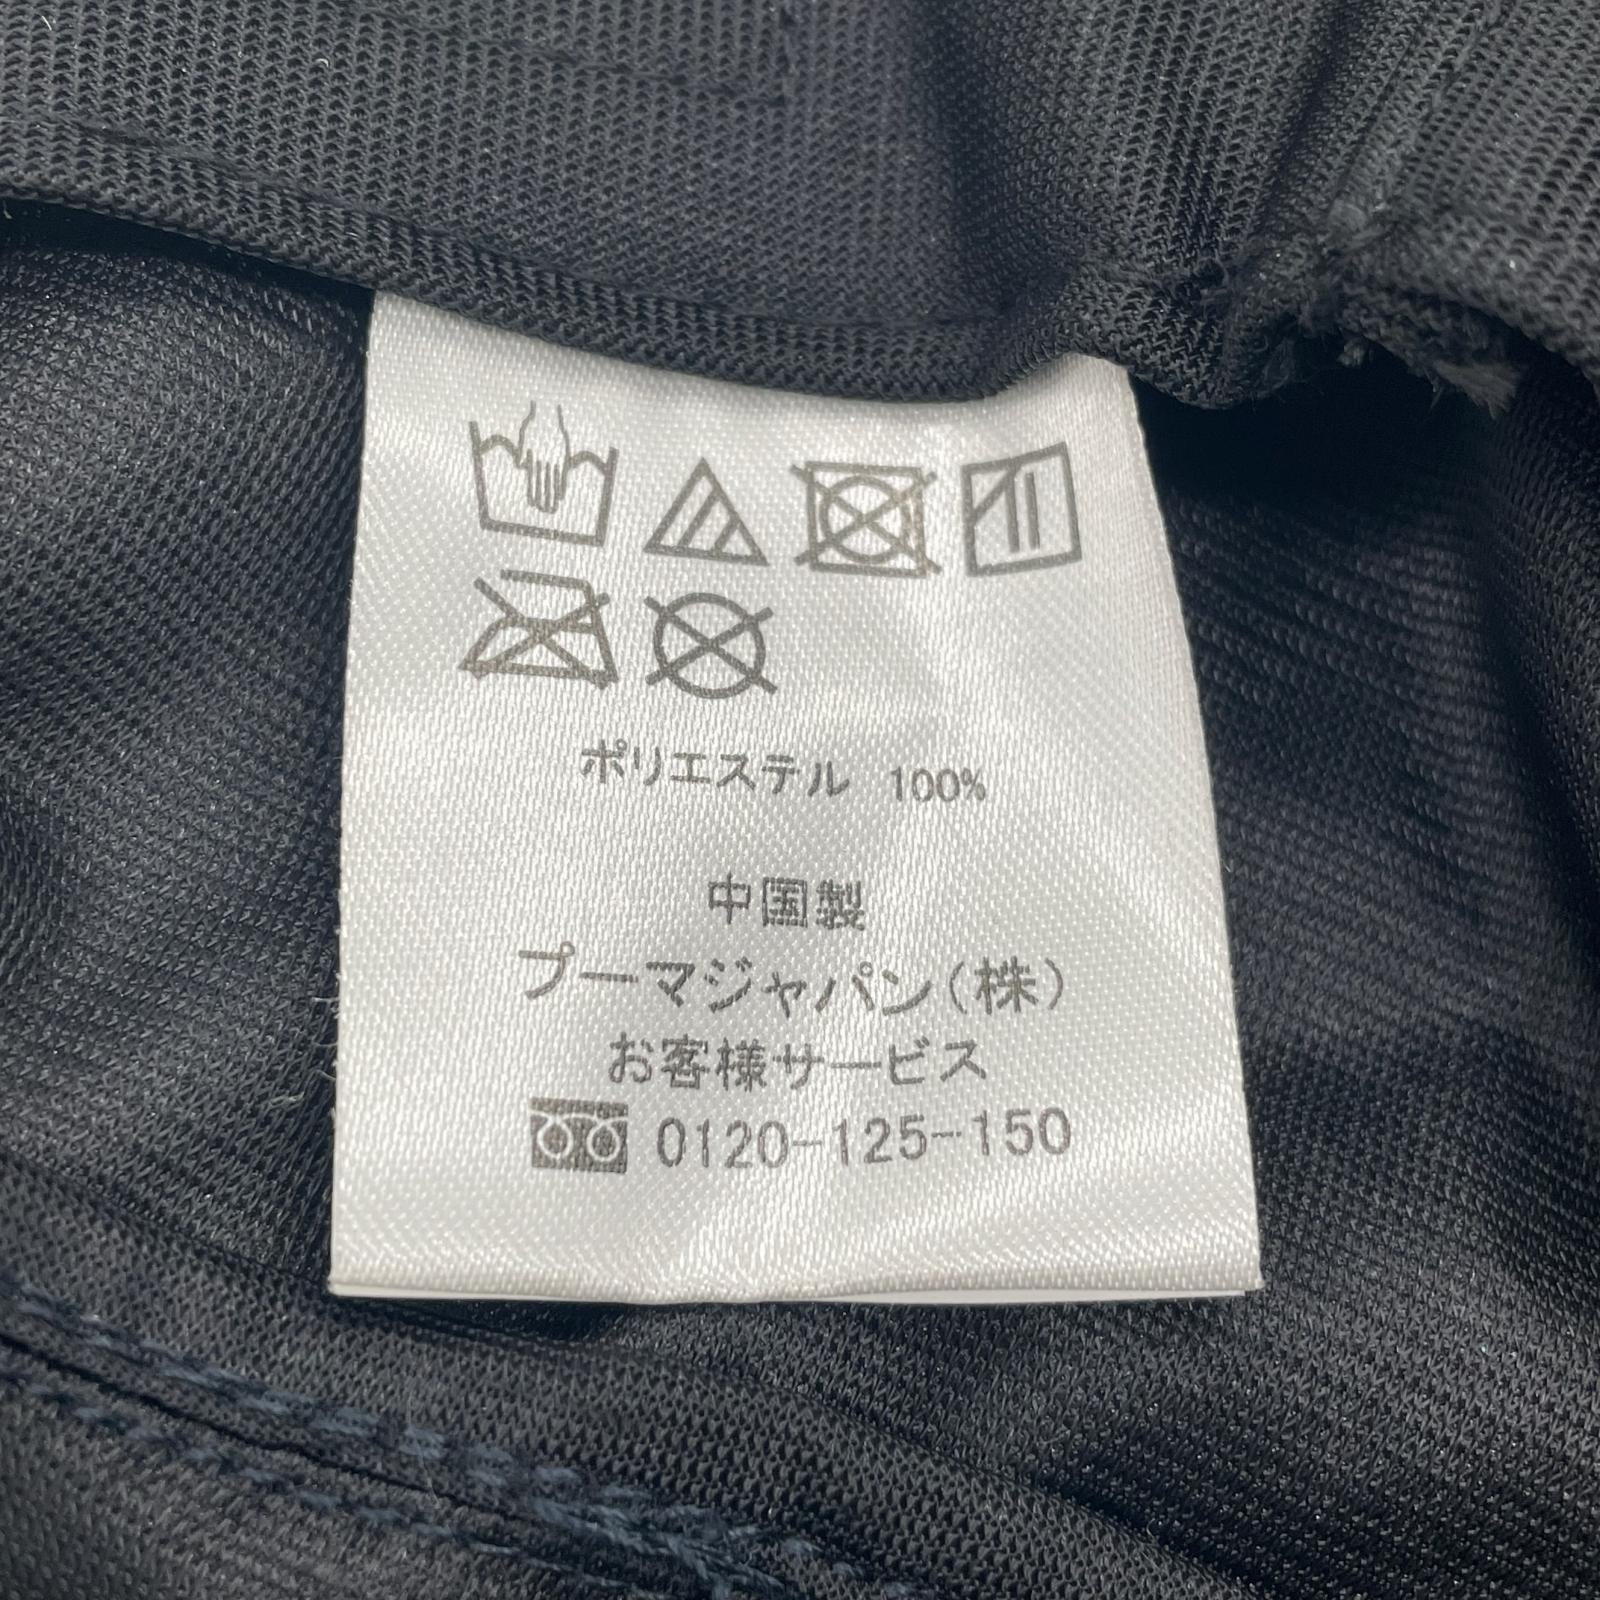 ポリエステル 100%
中国製
プーマジャパン(株)
お客様サービス
0120-125-150